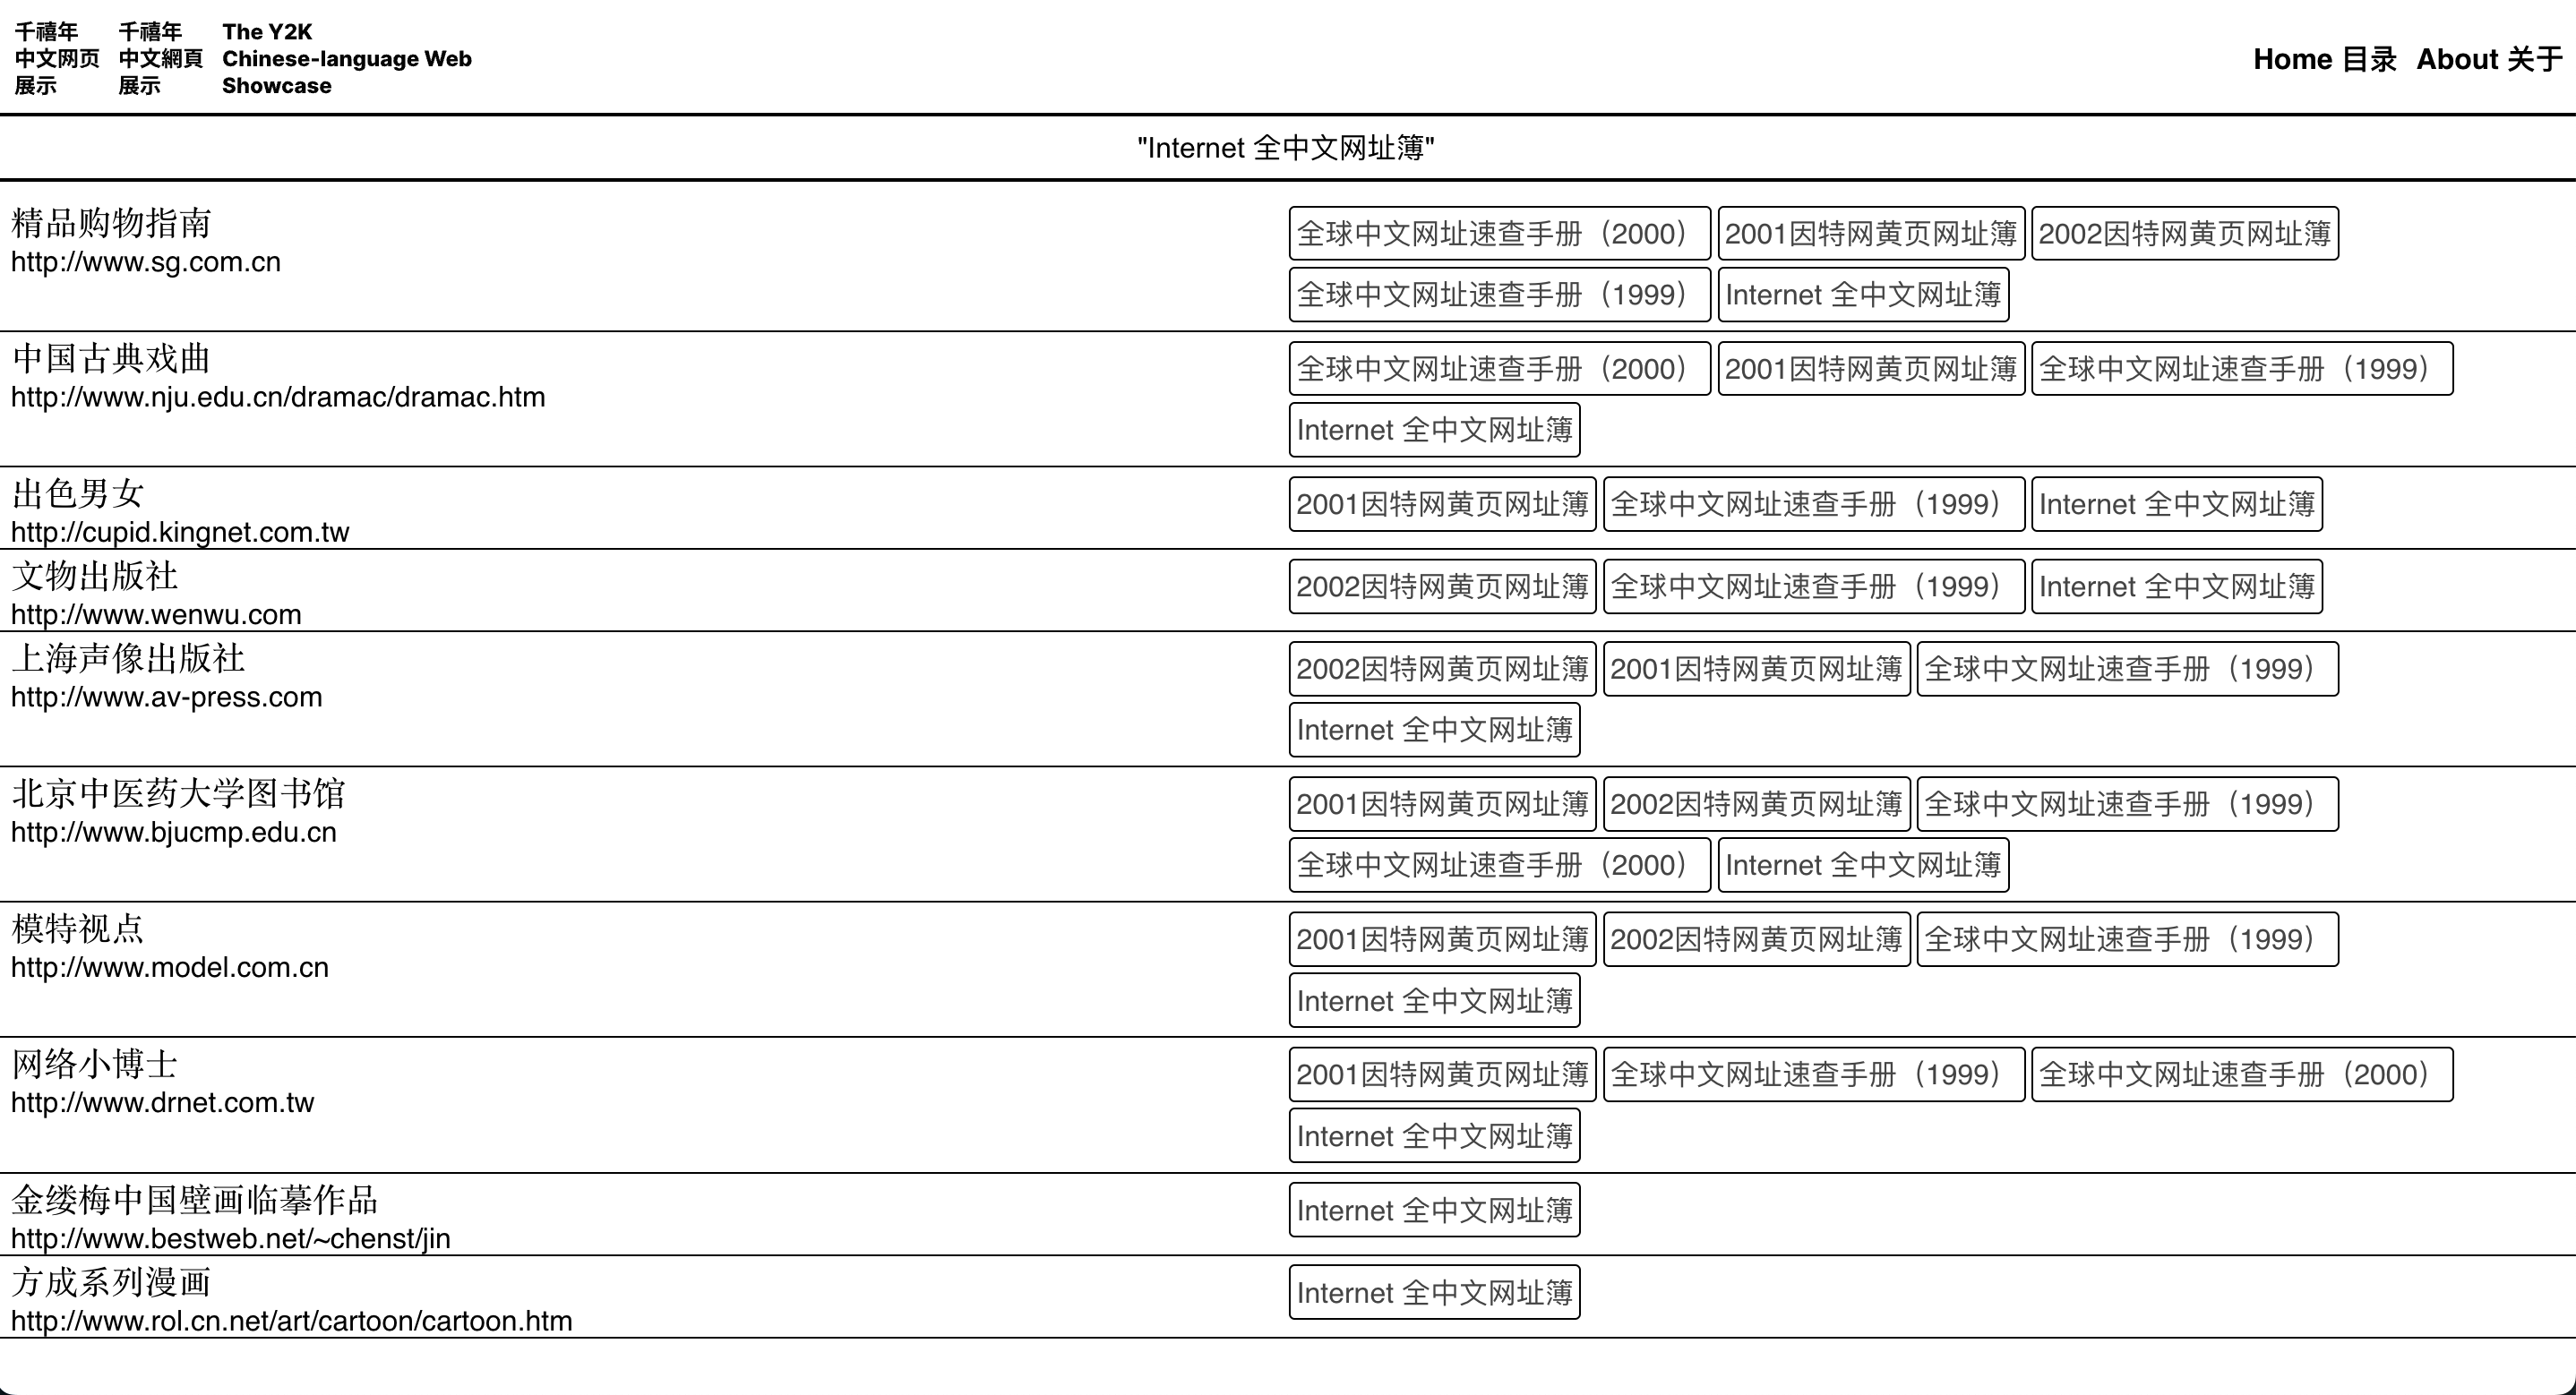 千禧年
中文网页
展示
千禧年
中文網頁
展示
The Y2K
Chinese-language Web
Showcase
Home 目录 About 关于
"Internet 全中文网址簿"
精品购物指南
http://www.sg.com.cn
全球中文网址速查手册（2000） 2001因特网黄页网址簿 2002因特网黄页网址簿
全球中文网址速查手册（1999） Internet 全中文网址簿
中国古典戏曲
http://www.nju.edu.cn/dramac/dramac.htm
全球中文网址速查手册（2000） 2001因特网黄页网址簿 全球中文网址速查手册（1999）
Internet 全中文网址簿
出色男女
http://cupid.kingnet.com.tw
2001因特网黄页网址簿 全球中文网址速查手册（1999） Internet 全中文网址簿
文物出版社
http://www.wenwu.com
2002因特网黄页网址簿 全球中文网址速查手册（1999） Internet 全中文网址簿
上海声像出版社
http://www.av-press.com
2002因特网黄页网址簿 2001因特网黄页网址簿 全球中文网址速查手册（1999）
Internet 全中文网址簿
北京中医药大学图书馆
http://www.bjucmp.edu.cn
2001因特网黄页网址簿 2002因特网黄页网址簿 全球中文网址速查手册（1999）
全球中文网址速查手册（2000） Internet 全中文网址簿
模特视点
http://www.model.com.cn
2001因特网黄页网址簿 2002因特网黄页网址簿 全球中文网址速查手册（1999）
Internet 全中文网址簿
网络小博士
http://www.drnet.com.tw
2001因特网黄页网址簿 全球中文网址速查手册（1999） 全球中文网址速查手册（2000）
Internet 全中文网址簿
金缕梅中国壁画临摹作品
http://www.bestweb.net/~chenst/jin
Internet 全中文网址簿
方成系列漫画
http://www.rol.cn.net/art/cartoon/cartoon.htm
Internet 全中文网址簿